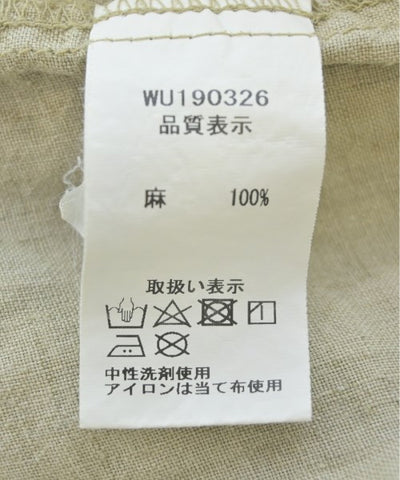 WU190326
品質表示
麻 100%
取扱い表示
中性洗剤使用
アイロンは当て布使用